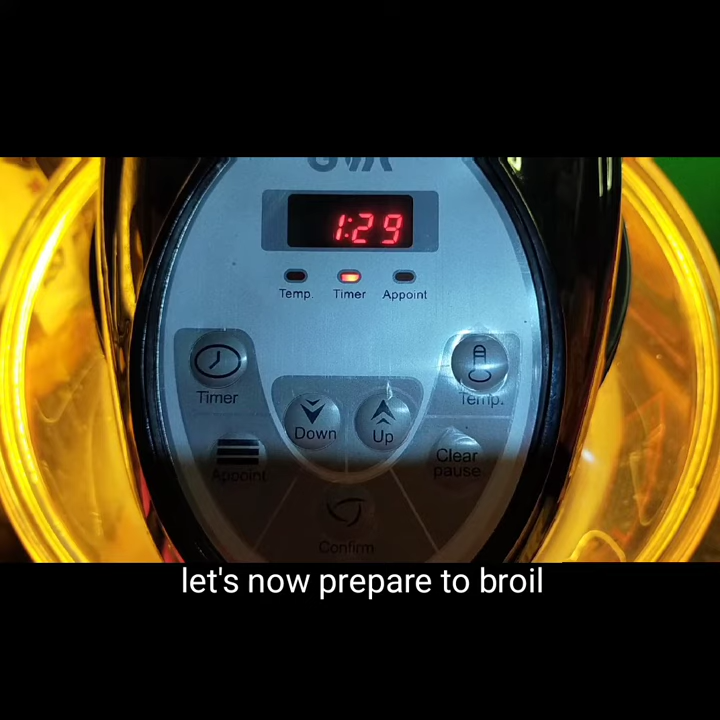 1:29
Temp. Timer Appoint
Timer
Temp.
Down
Up
Appoint
Clear
pause
Confirm
let's now prepare to broil